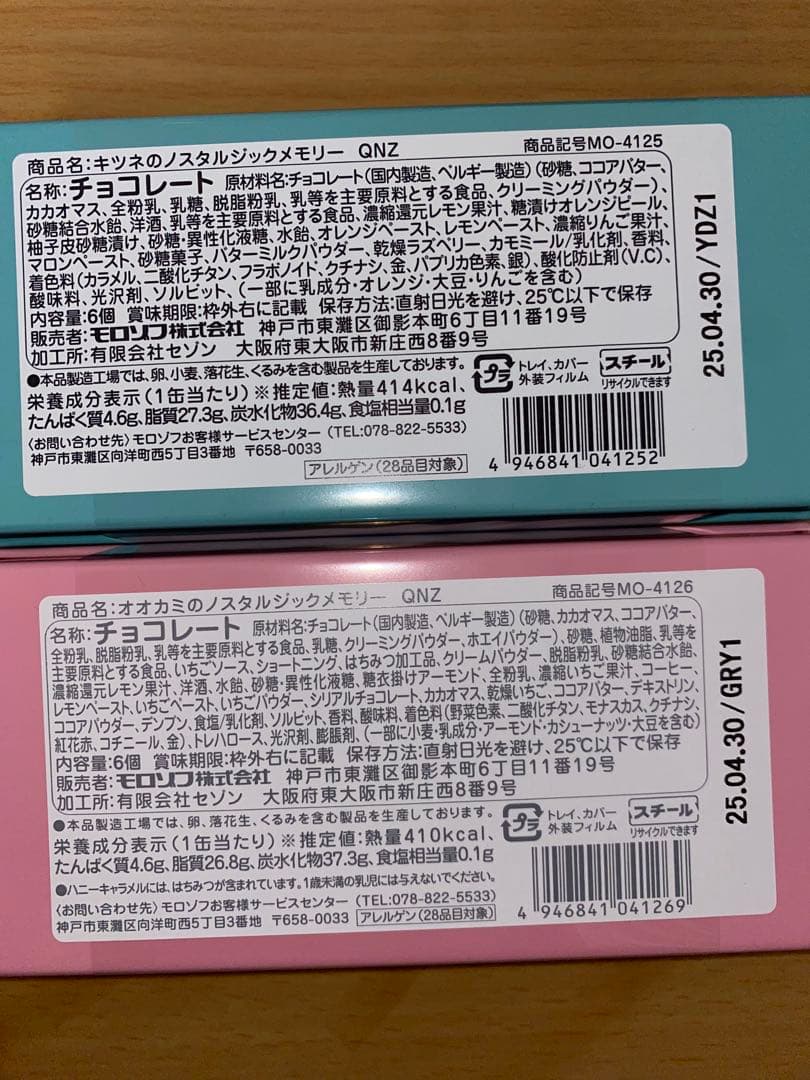 商品名:キツネのノスタルジックメモリー QNZ 商品記号MO-4125
名称:チョコレート 原材料名:チョコレート(国内製造、ベルギー製造)(砂糖、ココアバター、
カカオマス、全粉乳、乳糖、脱脂粉乳、乳等を主要原料とする食品、クリーミングパウダー)、
砂糖結合水飴、洋酒、乳等を主要原料とする食品、濃縮還元レモン果汁、糖漬けオレンジピール、
柚子皮砂糖漬け、砂糖・異性化液糖、水飴、オレンジペースト、レモンペースト、濃縮りんご果汁、
マロンペースト、砂糖菓子、バターミルクパウダー、乾燥ラズベリー、カモミール/乳化剤、香料、
着色料(カラメル、二酸化チタン、フラボノイド、クチナシ、金、パプリカ色素、銀)、酸化防止剤(V.C)、
酸味料、光沢剤、ソルビット、(一部に乳成分・オレンジ・大豆・りんごを含む)
内容量:6個 賞味期限:枠外右に記載 保存方法:直射日光を避け、25℃以下で保存
販売者:モロゾフ株式会社 神戸市東灘区御影本町6丁目11番19号
加工所:有限会社セゾン 大阪府東大阪市新庄西8番9号
●本品製造工場では、卵、小麦、落花生、くるみを含む製品を生産しております。
栄養成分表示(1缶当たり)※推定値:熱量414kcal、
たんぱく質4.6g、脂質27.3g、炭水化物36.4g、食塩相当量0.1g
〈お問い合わせ先〉モロゾフお客様サービスセンター(TEL:078-822-5533)
神戸市東灘区向洋町西5丁目3番地 〒658-0033
アレルゲン(28品目対象)
プラ
トレイ、カバー
外装フィルム
スチール
リサイクルできます
4 946841 041252
25.04.30/YDZ1
商品名:オオカミのノスタルジックメモリー QNZ 商品記号MO-4126
名称:チョコレート 原材料名:チョコレート(国内製造、ベルギー製造)(砂糖、カカオマス、ココアバター、
全粉乳、脱脂粉乳、乳等を主要原料とする食品、乳糖、クリーミングパウダー、ホエイパウダー)、砂糖、植物油脂、乳等を
主要原料とする食品、いちごソース、ショートニング、はちみつ加工品、クリームパウダー、脱脂粉乳、砂糖結合水飴、
濃縮還元レモン果汁、洋酒、水飴、砂糖・異性化液糖、糖衣掛けアーモンド、全粉乳、濃縮いちご果汁、コーヒー、
レモンペースト、いちごペースト、いちごパウダー、シリアルチョコレート、カカオマス、乾燥いちご、ココアバター、デキストリン、
ココアパウダー、デンプン、食塩/乳化剤、ソルビット、香料、酸味料、着色料(野菜色素、二酸化チタン、モナスカス、クチナシ、
紅花赤、コチニール、金)、トレハロース、光沢剤、膨脹剤、(一部に小麦・乳成分・アーモンド・カシューナッツ・大豆を含む)
内容量:6個 賞味期限:枠外右に記載 保存方法:直射日光を避け、25℃以下で保存
販売者:モロゾフ株式会社 神戸市東灘区御影本町6丁目11番19号
加工所:有限会社セゾン 大阪府東大阪市新庄西8番9号
●本品製造工場では、卵、落花生、くるみを含む製品を生産しております。
栄養成分表示(1缶当たり)※推定値:熱量410kcal、
たんぱく質4.6g、脂質26.8g、炭水化物37.3g、食塩相当量0.1g
●ハニーキャラメルには、はちみつが含まれています。1歳未満の乳児には与えないでください。
〈お問い合わせ先〉モロゾフお客様サービスセンター(TEL:078-822-5533)
神戸市東灘区向洋町西5丁目3番地 〒658-0033 アレルゲン(28品目対象)
プラ
トレイ、カバー
外装フィルム
スチール
リサイクルできます
4 946841 041269
25.04.30/GRY1